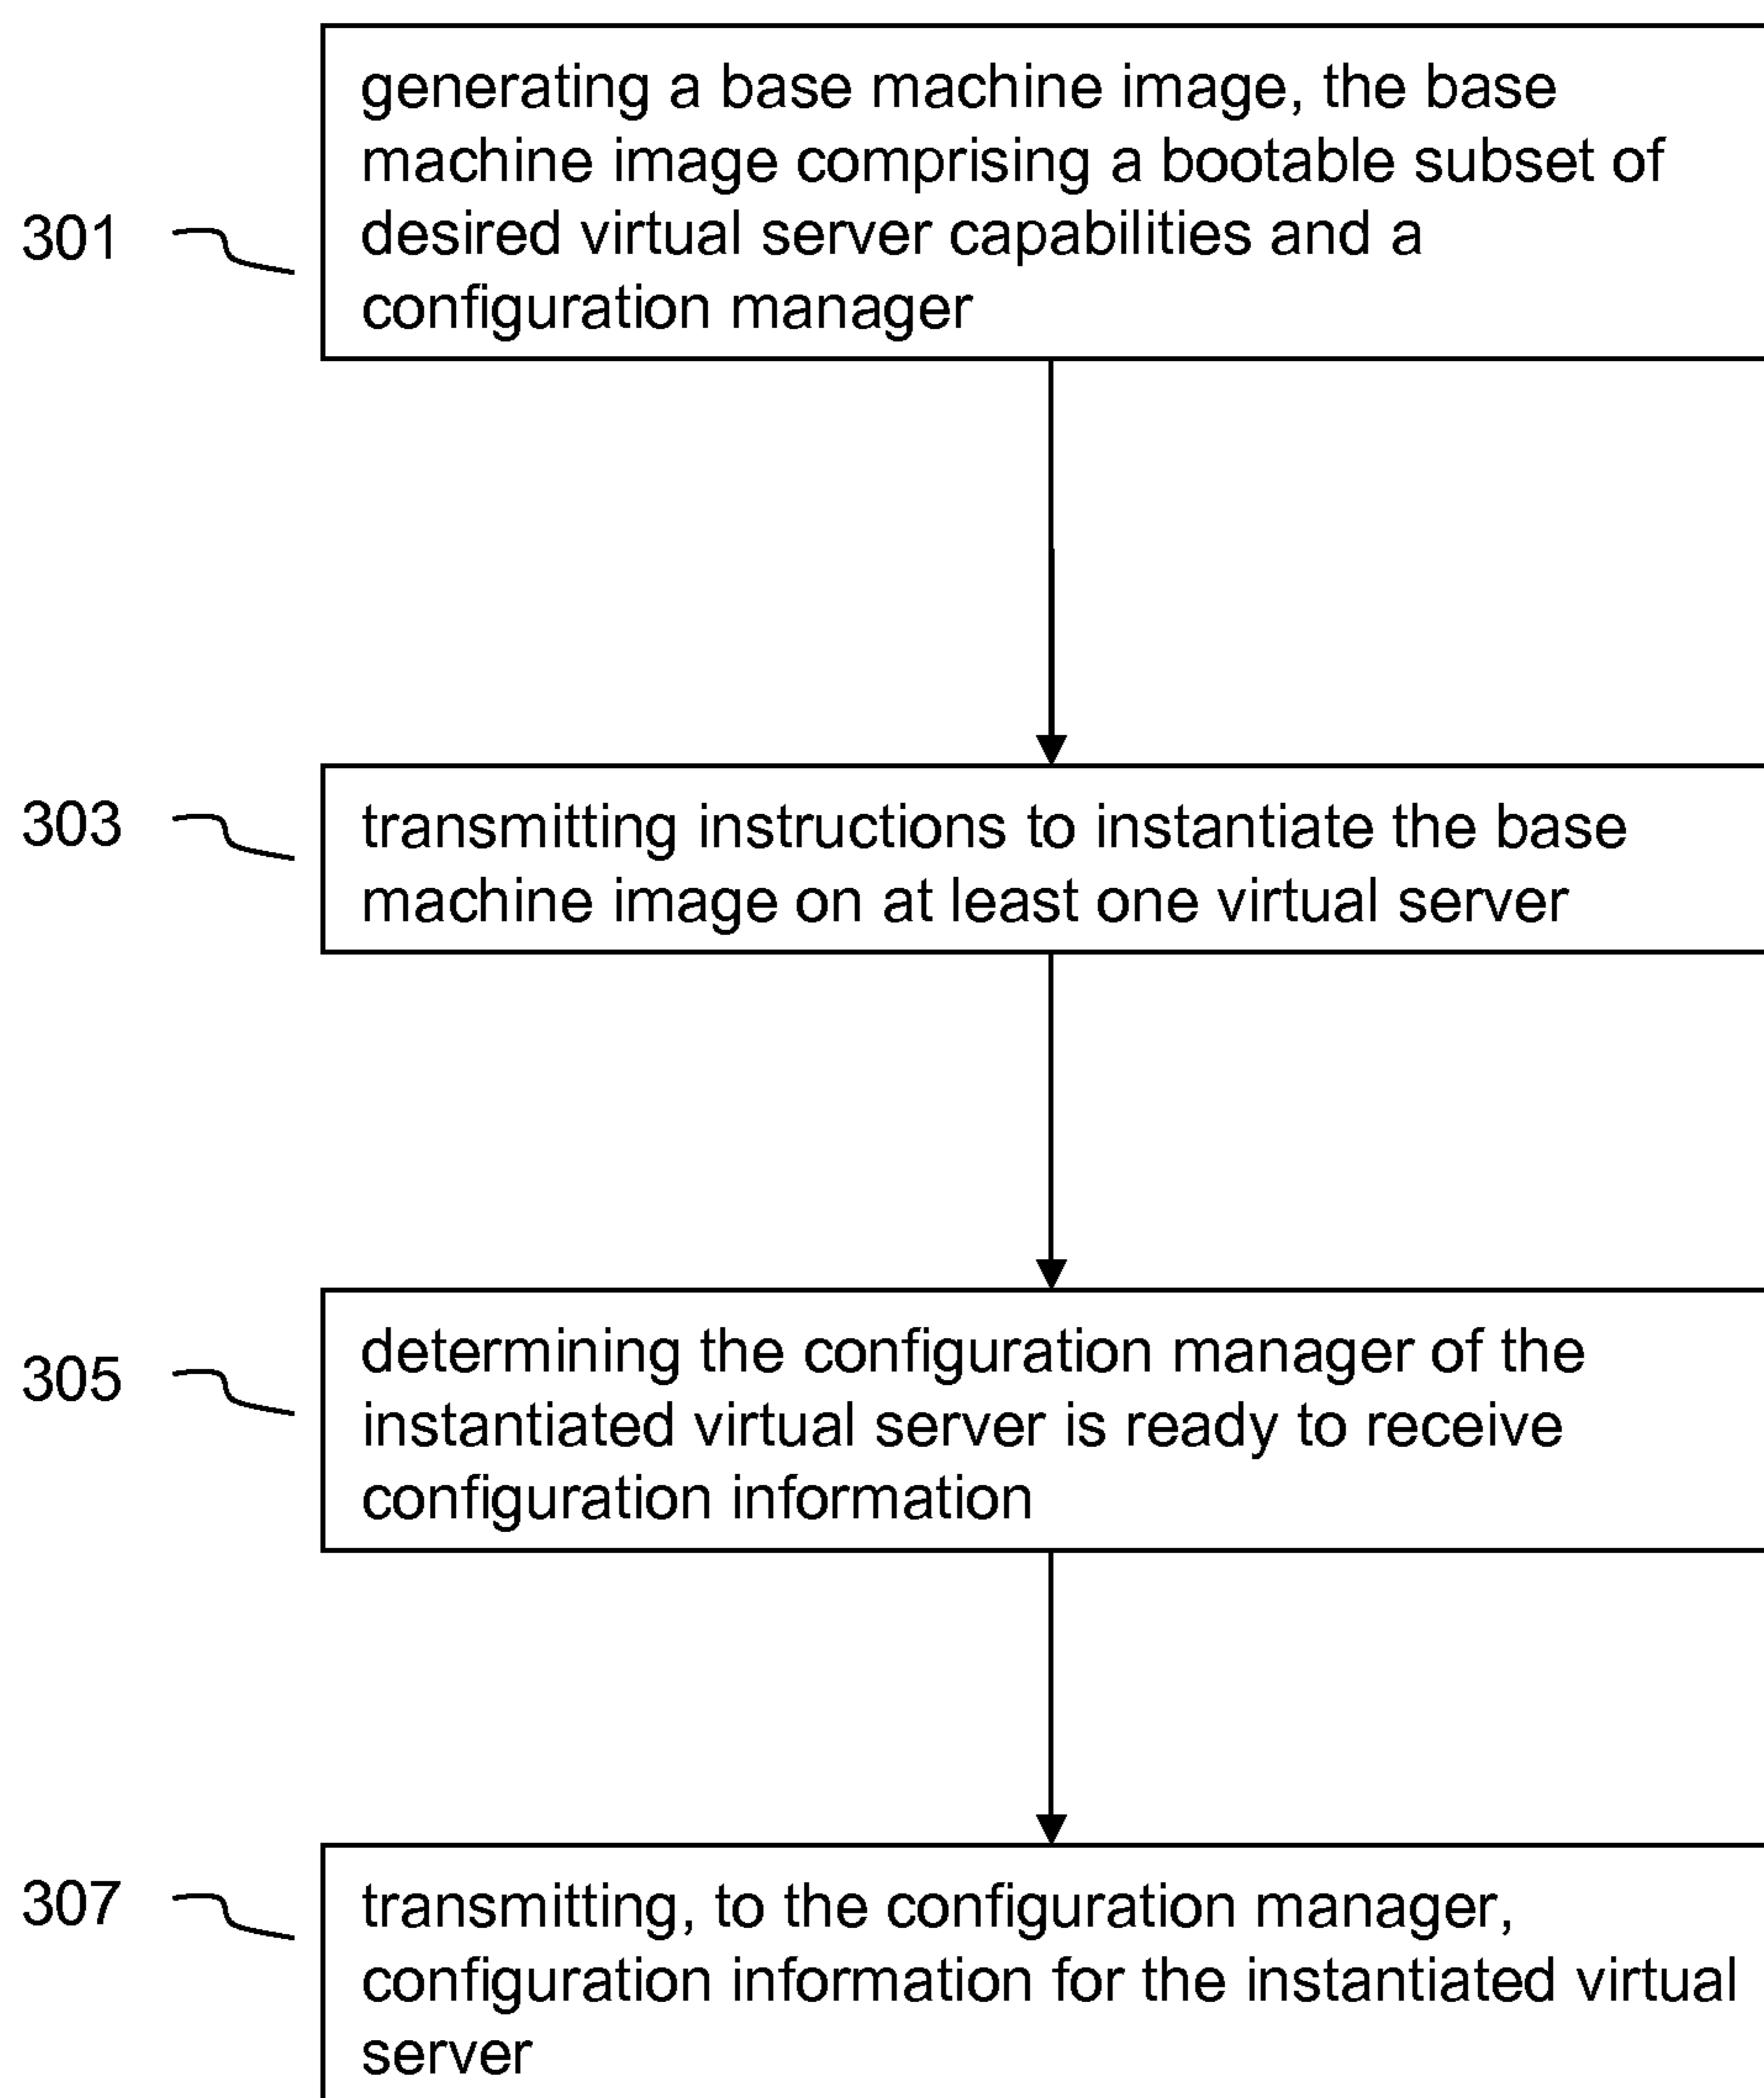 generating a base machine image, the base
machine image comprising a bootable subset of
301
desired virtual server capabilities and a
configuration manager
303
transmitting instructions to instantiate the base
machine image on at least one virtual server
305
determining the configuration manager of the
instantiated virtual server is ready to receive
configuration information
307
transmitting, to the configuration manager,
configuration information for the instantiated virtual
server